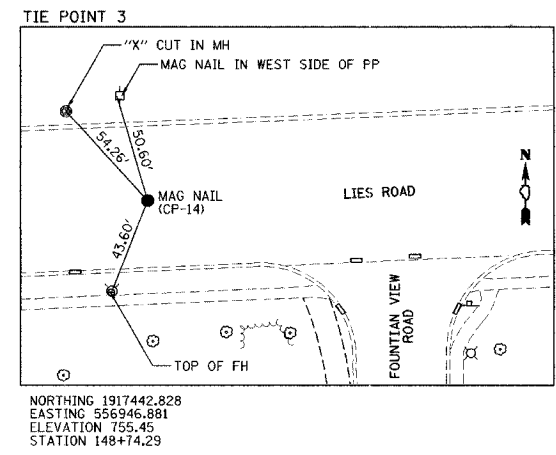 TIE POINT 3
"X" CUT IN MH
MAG NAIL IN WEST SIDE OF PP
54.26'
50.60'
N
MAG NAIL
(CP-14)
LIES ROAD
43.60'
FOUNTIAN VIEW
ROAD
TOP OF FH
NORTHING 1917442.828
EASTING 556946.881
ELEVATION 755.45
STATION 148+74.29